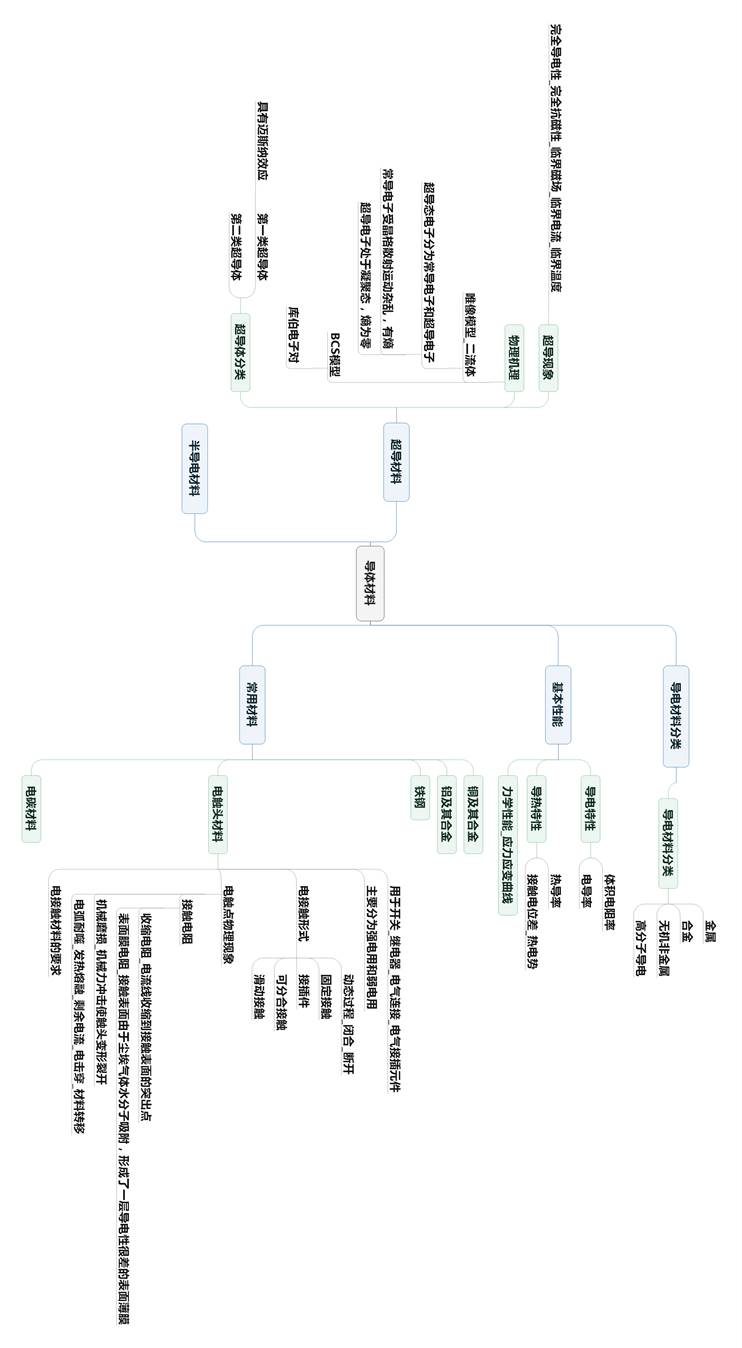 导体材料
导电材料分类
导电材料分类
金属
合金
无机非金属
高分子导电
基本性能
导电特性
体积电阻率
电导率
导热特性
热导率
接触电位差_热电势
力学性能_应力应变曲线
常用材料
铜及其合金
铝及其合金
铁钢
电触头材料
用于开关_继电器_电气连接_电气接插元件
主要分为强电用和弱电用
电接触形式
动态过程_闭合_断开
固定接触
接插件
可分合接触
滑动接触
电触点物理现象
接触电阻
收缩电阻_电流线收缩到接触表面的突出点
表面膜电阻_接触表面由于尘埃气体水分子吸附，形成了一层导电性很差的表面薄膜
机械磨损_机械力冲击使触头变形裂开
电弧耐噬_发热熔融_剩余电流_电击穿_材料转移
电接触材料的要求
电碳材料
超导材料
超导现象
完全导电性_完全抗磁性_临界磁场_临界电流_临界温度
物理机理
唯像模型_二流体
超导态电子分为常导电子和超导电子
常导电子受晶格散射运动杂乱，有熵
超导电子处于凝聚态，熵为零
BCS模型
库伯电子对
超导体分类
第一类超导体
具有迈斯纳效应
第二类超导体
半导电材料